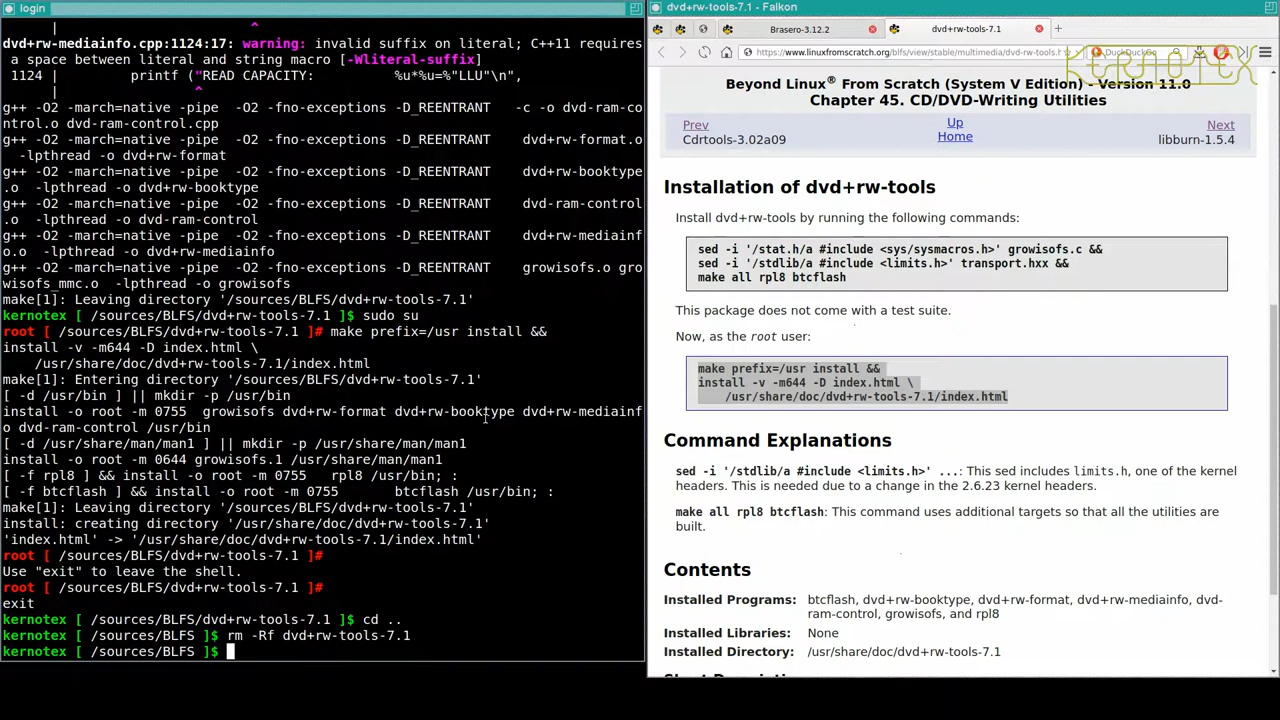 login
|                 ^
dvd+rw-mediainfo.cpp:1124:17: warning: invalid suffix on literal; C++11 requires
a space between literal and string macro [-Wliteral-suffix]
1124 |          printf ("READ CAPACITY:          %u*%u=%"LLU"\n",
|                 ^
g++ -O2 -march=native -pipe  -O2 -fno-exceptions -D_REENTRANT   -c -o dvd-ram-co
ntrol.o dvd-ram-control.cpp
g++ -O2 -march=native -pipe  -O2 -fno-exceptions -D_REENTRANT    dvd+rw-format.o
-lpthread -o dvd+rw-format
g++ -O2 -march=native -pipe  -O2 -fno-exceptions -D_REENTRANT    dvd+rw-booktype
.o  -lpthread -o dvd+rw-booktype
g++ -O2 -march=native -pipe  -O2 -fno-exceptions -D_REENTRANT    dvd-ram-control
.o  -lpthread -o dvd-ram-control
g++ -O2 -march=native -pipe  -O2 -fno-exceptions -D_REENTRANT    dvd+rw-mediainf
o.o  -lpthread -o dvd+rw-mediainfo
g++ -O2 -march=native -pipe  -O2 -fno-exceptions -D_REENTRANT    growisofs.o gro
wisofs_mmc.o  -lpthread -o growisofs
make[1]: Leaving directory '/sources/BLFS/dvd+rw-tools-7.1'
kernotex [ /sources/BLFS/dvd+rw-tools-7.1 ]$ sudo su
root [ /sources/BLFS/dvd+rw-tools-7.1 ]# make prefix=/usr install &&
install -v -m644 -D index.html \
/usr/share/doc/dvd+rw-tools-7.1/index.html
make[1]: Entering directory '/sources/BLFS/dvd+rw-tools-7.1'
[ -d /usr/bin ] || mkdir -p /usr/bin
install -o root -m 0755  growisofs dvd+rw-format dvd+rw-booktype dvd+rw-mediainf
o dvd-ram-control /usr/bin
[ -d /usr/share/man/man1 ] || mkdir -p /usr/share/man/man1
install -o root -m 0644 growisofs.1 /usr/share/man/man1
[ -f rpl8 ] && install -o root -m 0755   rpl8 /usr/bin; :
[ -f btcflash ] && install -o root -m 0755       btcflash /usr/bin; :
make[1]: Leaving directory '/sources/BLFS/dvd+rw-tools-7.1'
install: creating directory '/usr/share/doc/dvd+rw-tools-7.1'
'index.html' -> '/usr/share/doc/dvd+rw-tools-7.1/index.html'
root [ /sources/BLFS/dvd+rw-tools-7.1 ]#
Use "exit" to leave the shell.
root [ /sources/BLFS/dvd+rw-tools-7.1 ]#
exit
kernotex [ /sources/BLFS/dvd+rw-tools-7.1 ]$ cd ..
kernotex [ /sources/BLFS ]$ rm -Rf dvd+rw-tools-7.1
kernotex [ /sources/BLFS ]$
dvd+rw-tools-7.1 - Falkon
Brasero-3.12.2
dvd+rw-tools-7.1
https://www.linuxfromscratch.org/blfs/view/stable/multimedia/dvd-rw-tools.h
DuckDuckGo
KERNOTEX
Beyond Linux® From Scratch (System V Edition) - Version 11.0
Chapter 45. CD/DVD-Writing Utilities
Prev Up Next
Cdrtools-3.02a09 Home libburn-1.5.4
Installation of dvd+rw-tools
Install dvd+rw-tools by running the following commands:
sed -i '/stat.h/a #include <sys/sysmacros.h>' growisofs.c &&
sed -i '/stdlib/a #include <limits.h>' transport.hxx &&
make all rpl8 btcflash
This package does not come with a test suite.
Now, as the root user:
make prefix=/usr install &&
install -v -m644 -D index.html \
/usr/share/doc/dvd+rw-tools-7.1/index.html
Command Explanations
sed -i '/stdlib/a #include <limits.h>' ...: This sed includes limits.h, one of the kernel
headers. This is needed due to a change in the 2.6.23 kernel headers.
make all rpl8 btcflash: This command uses additional targets so that all the utilities are
built.
Contents
Installed Programs: btcflash, dvd+rw-booktype, dvd+rw-format, dvd+rw-mediainfo, dvd-
ram-control, growisofs, and rpl8
Installed Libraries: None
Installed Directory: /usr/share/doc/dvd+rw-tools-7.1